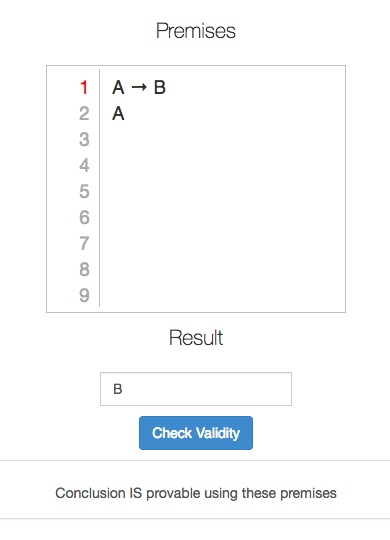 Premises
1 A → B
2 A
3
4
5
6
7
8
9
Result
B
Check Validity
Conclusion IS provable using these premises